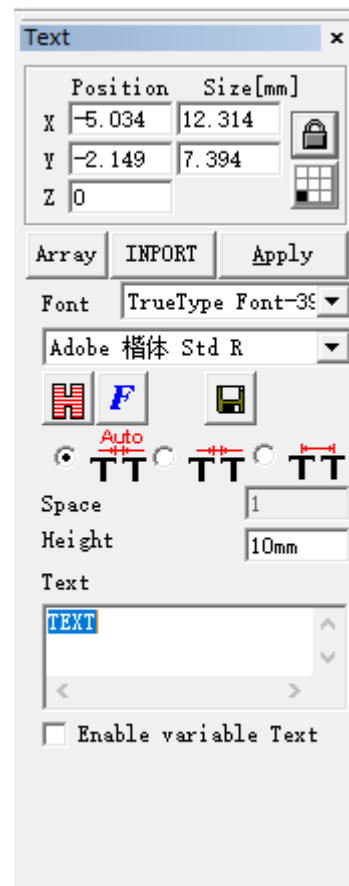 Text ×
Position Size[mm]
X -5.034 12.314
Y -2.149 7.394
Z 0
Array INPORT Apply
Font TrueType Font-39
Adobe 楷体 Std R
F
Auto
TT TT TT
Space 1
Height 10mm
Text
TEXT
Enable variable Text